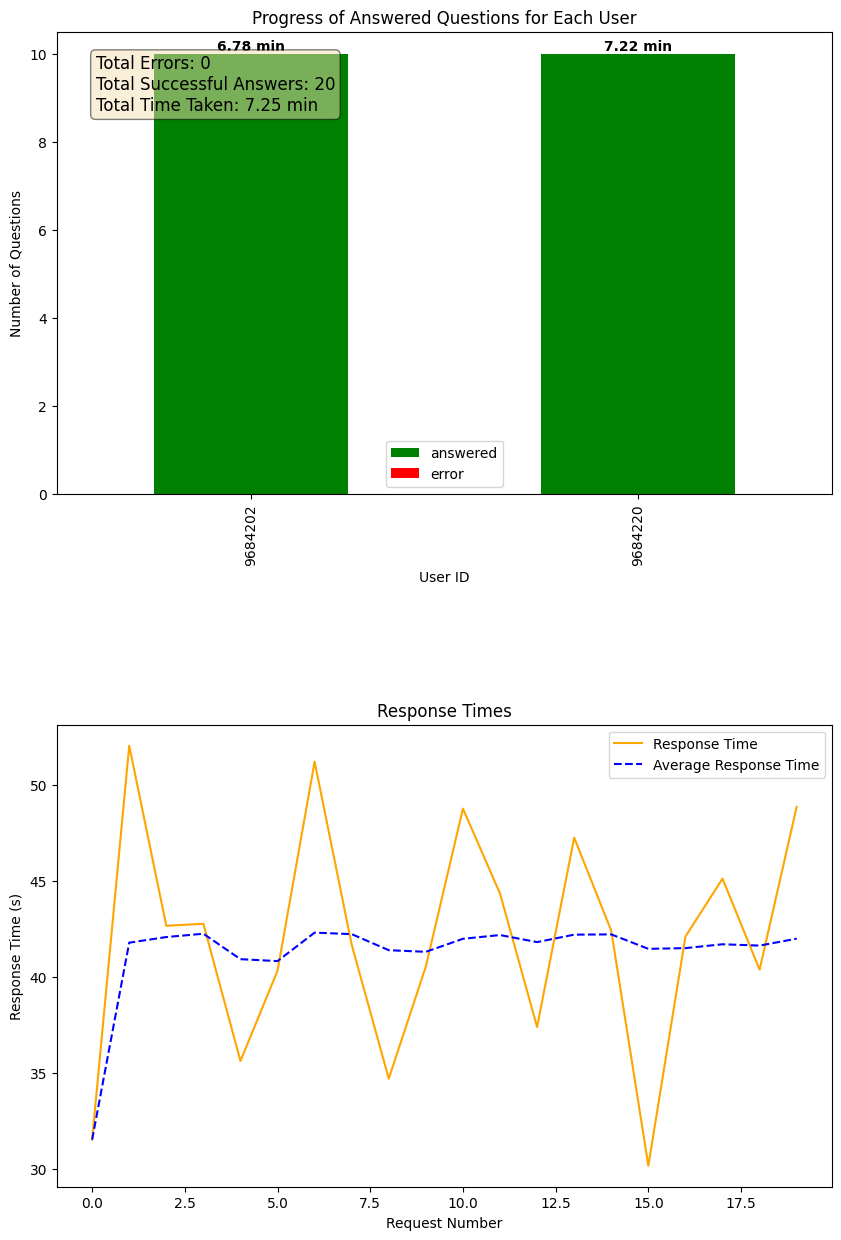 Progress of Answered Questions for Each User
6.78 min
7.22 min
Total Errors: 0
Total Successful Answers: 20
Total Time Taken: 7.25 min
10
8
6
4
2
0
Number of Questions
answered
error
9684202
9684220
User ID
Response Times
Response Time
Average Response Time
50
45
40
35
30
Response Time (s)
0.0
2.5
5.0
7.5
10.0
12.5
15.0
17.5
Request Number